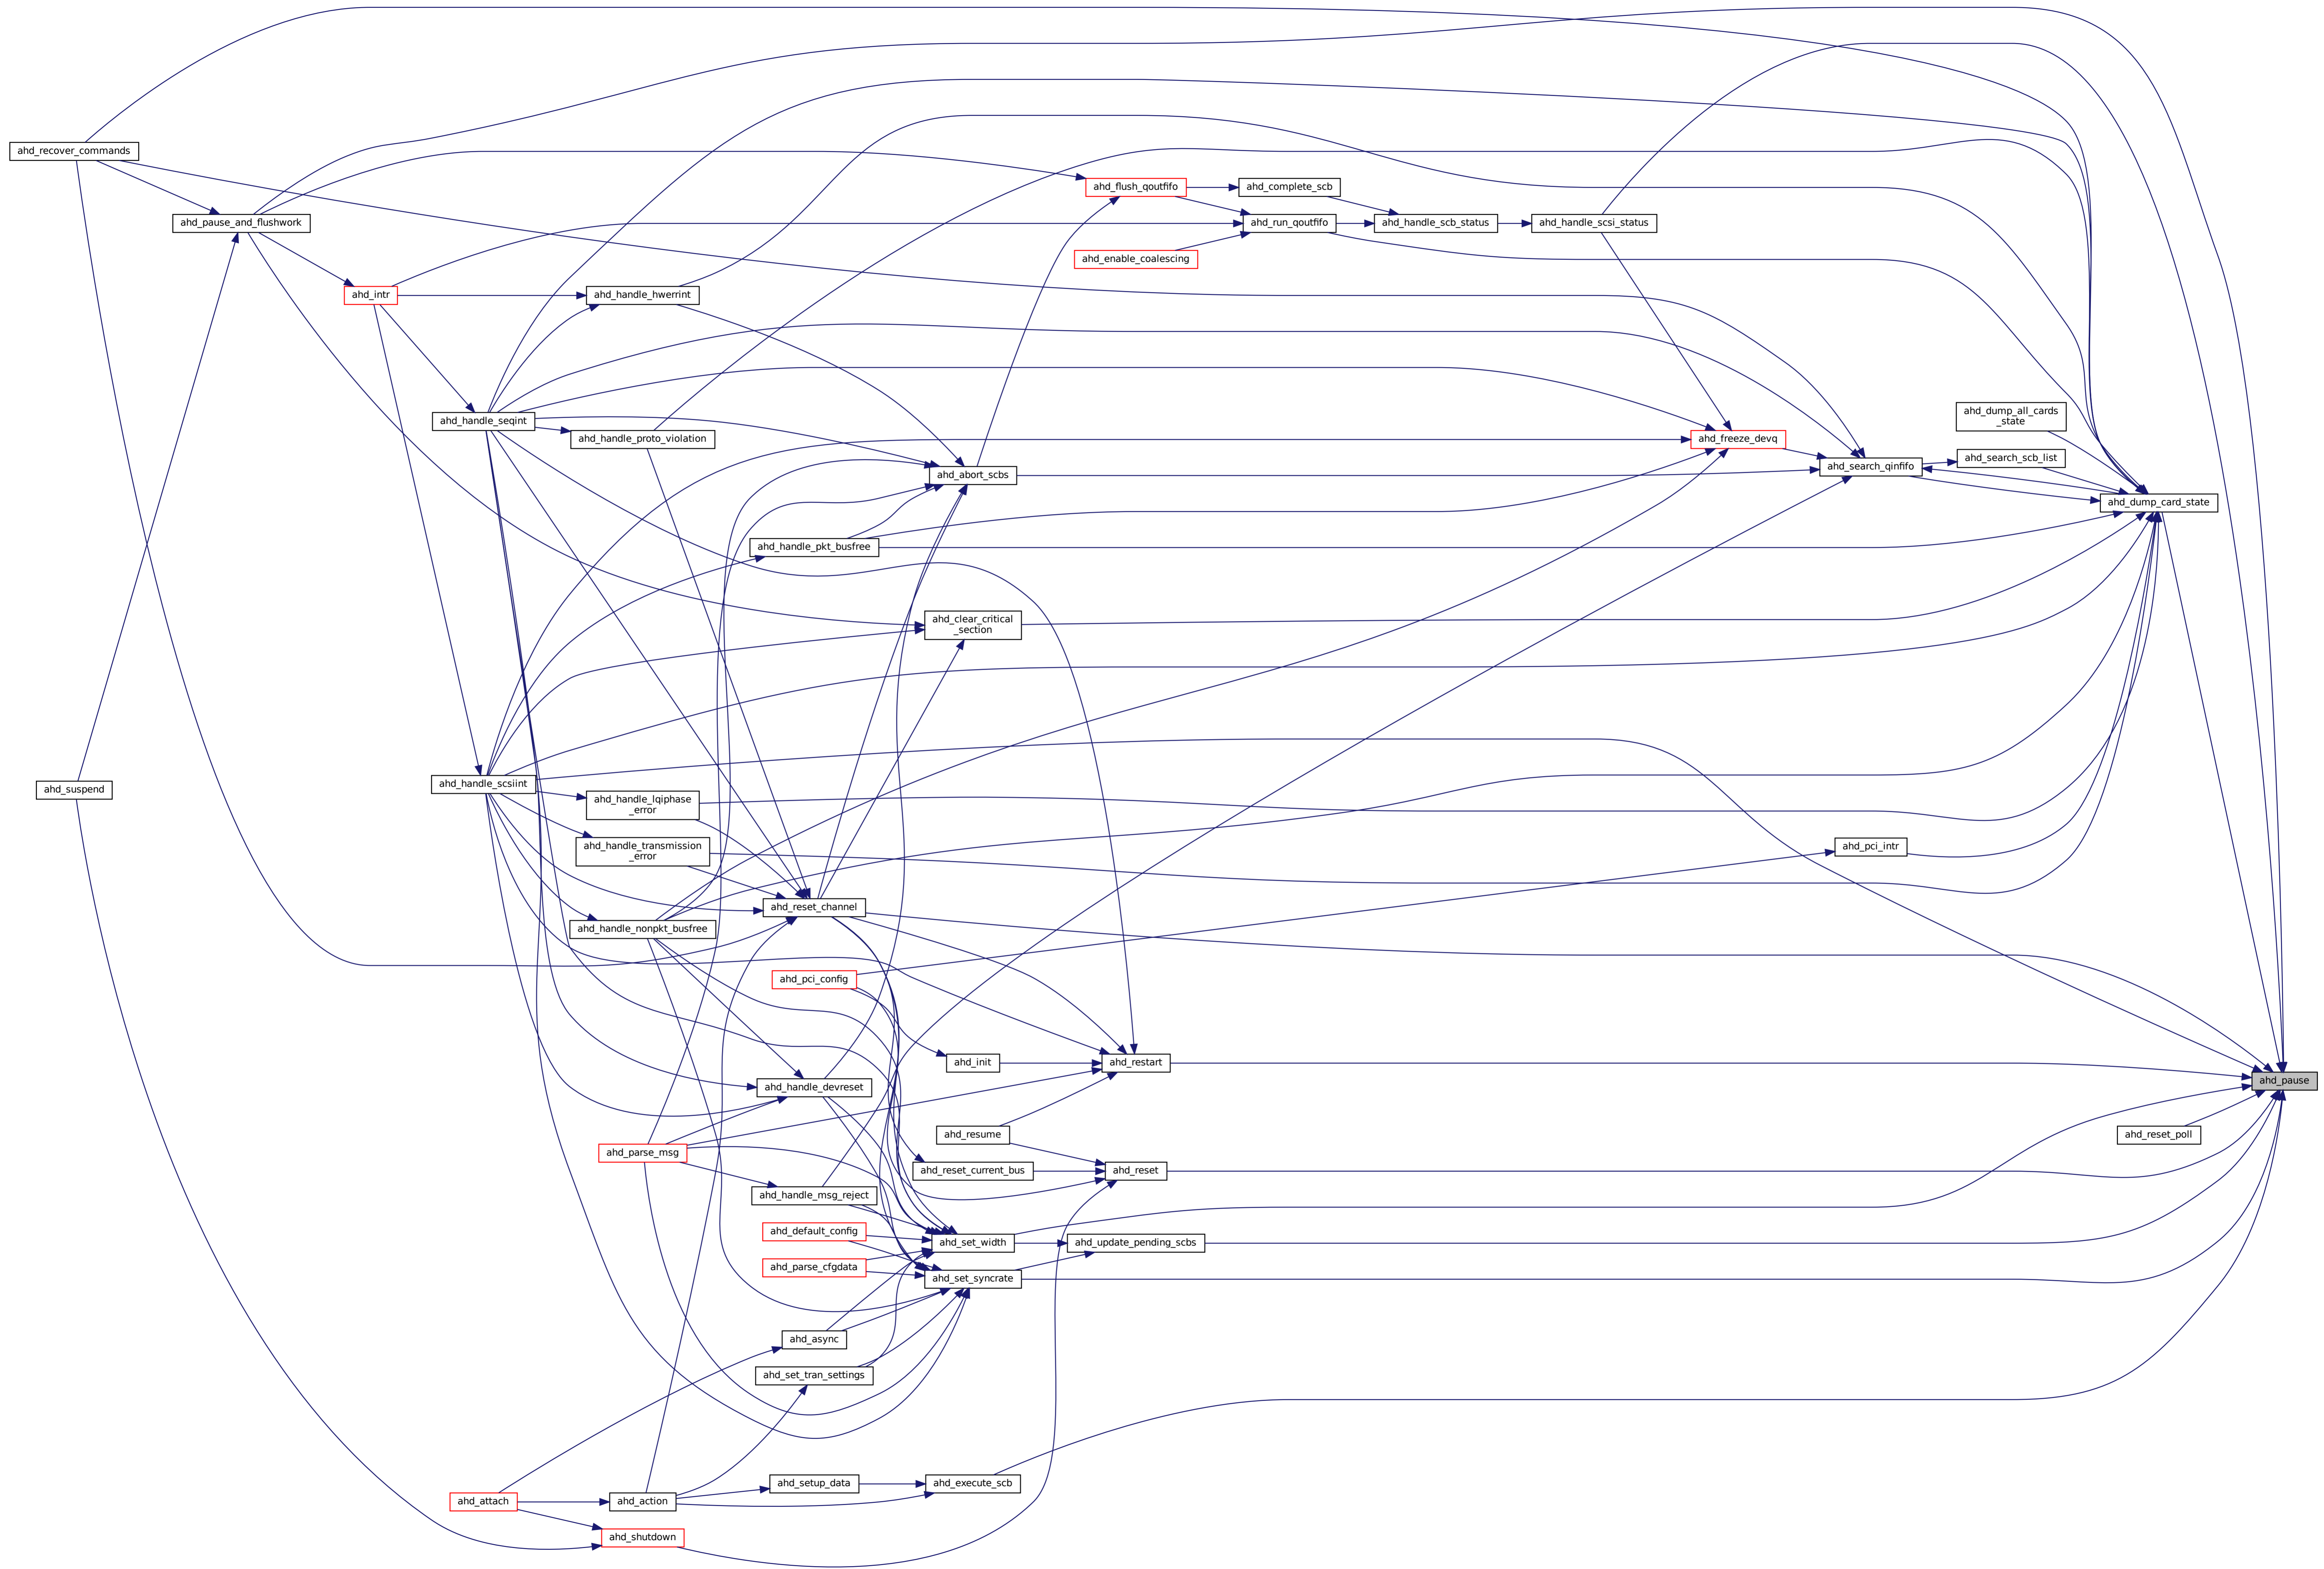 ahd_recover_commands
ahd_pause_and_flushwork
ahd_suspend
ahd_intr
ahd_handle_seqint
ahd_handle_scsiint
ahd_attach
ahd_handle_hwerrint
ahd_handle_proto_violation
ahd_handle_lqiphase
_error
ahd_handle_transmission
_error
ahd_handle_nonpkt_busfree
ahd_parse_msg
ahd_action
ahd_shutdown
ahd_handle_pkt_busfree
ahd_reset_channel
ahd_pci_config
ahd_handle_devreset
ahd_handle_msg_reject
ahd_default_config
ahd_parse_cfgdata
ahd_async
ahd_set_tran_settings
ahd_setup_data
ahd_abort_scbs
ahd_clear_critical
_section
ahd_init
ahd_resume
ahd_reset_current_bus
ahd_set_width
ahd_set_syncrate
ahd_execute_scb
ahd_flush_qoutfifo
ahd_enable_coalescing
ahd_restart
ahd_reset
ahd_update_pending_scbs
ahd_complete_scb
ahd_run_qoutfifo
ahd_handle_scb_status
ahd_handle_scsi_status
ahd_freeze_devq
ahd_search_qinfifo
ahd_pci_intr
ahd_dump_all_cards
_state
ahd_search_scb_list
ahd_dump_card_state
ahd_reset_poll
ahd_pause